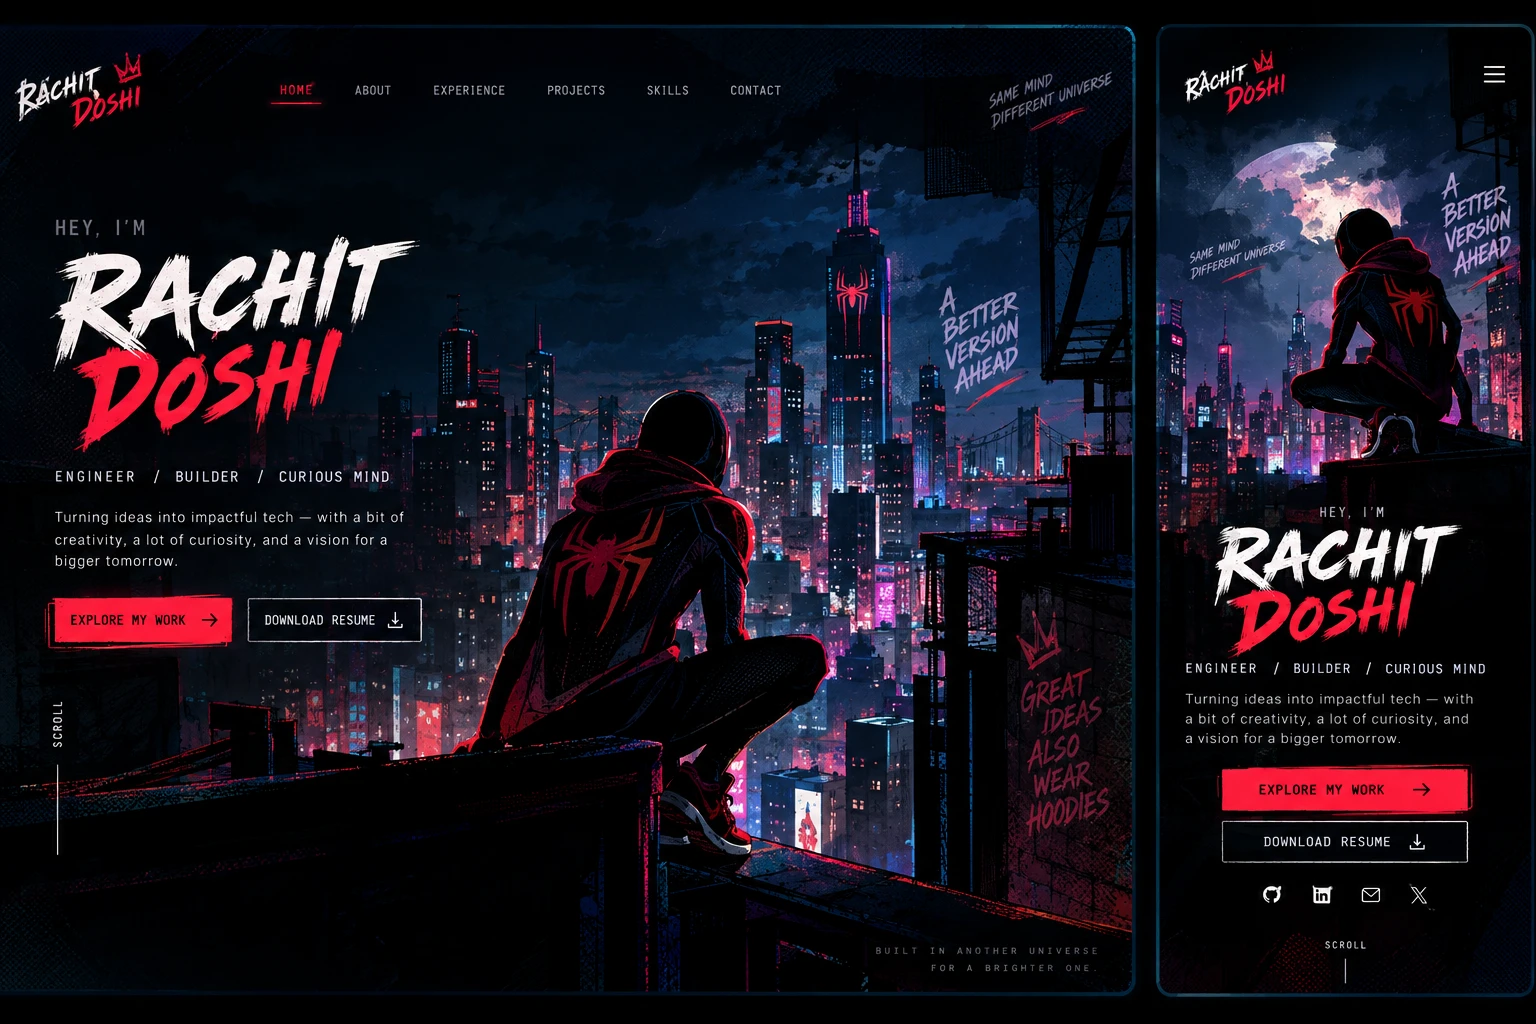 RACHIT
DOSHI
HOME
ABOUT
EXPERIENCE
PROJECTS
SKILLS
CONTACT
SAME MIND
DIFFERENT UNIVERSE
HEY, I'M
RACHIT
DOSHI
ENGINEER / BUILDER / CURIOUS MIND
Turning ideas into impactful tech — with a bit of
creativity, a lot of curiosity, and a vision for a
bigger tomorrow.
EXPLORE MY WORK
DOWNLOAD RESUME
SCROLL
A
BETTER
VERSION
AHEAD
GREAT
IDEAS
ALSO
WEAR
HOODIES
BUILT IN ANOTHER UNIVERSE
FOR A BRIGHTER ONE.
RACHIT
DOSHI
SAME MIND
DIFFERENT UNIVERSE
A
BETTER
VERSION
AHEAD
HEY, I'M
RACHIT
DOSHI
ENGINEER / BUILDER / CURIOUS MIND
Turning ideas into impactful tech — with
a bit of creativity, a lot of curiosity, and
a vision for a bigger tomorrow.
EXPLORE MY WORK
DOWNLOAD RESUME
in
X
SCROLL